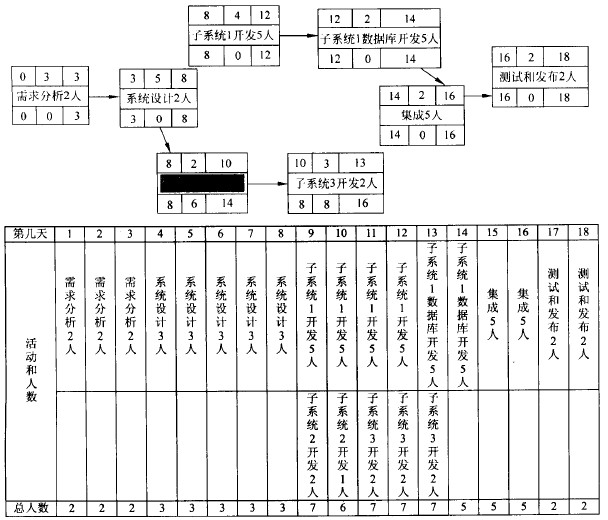 8 4 12
子系统1开发5人
8 0 12
12 2 14
子系统1数据库开发5人
12 0 14
0 3 3
需求分析2人
0 0 3
3 5 8
系统设计2人
3 0 8
14 2 16
集成5人
14 0 16
16 2 18
测试和发布2人
16 0 18
8 2 10
8 6 14
10 3 13
子系统3开发2人
8 8 16
第几天 1 2 3 4 5 6 7 8 9 10 11 12 13 14 15 16 17 18
活动和人数
需求分析2人
需求分析2人
需求分析2人
系统设计3人
系统设计3人
系统设计3人
系统设计3人
系统设计3人
子系统1开发5人
子系统1开发5人
子系统1开发5人
子系统1开发5人
子系统1数据库开发5人
子系统1数据库开发5人
集成5人
集成5人
测试和发布2人
测试和发布2人
子系统2开发2人
子系统2开发1人
子系统3开发2人
子系统3开发2人
子系统3开发2人
总人数 2 2 2 3 3 3 3 3 7 6 7 7 7 5 5 5 2 2